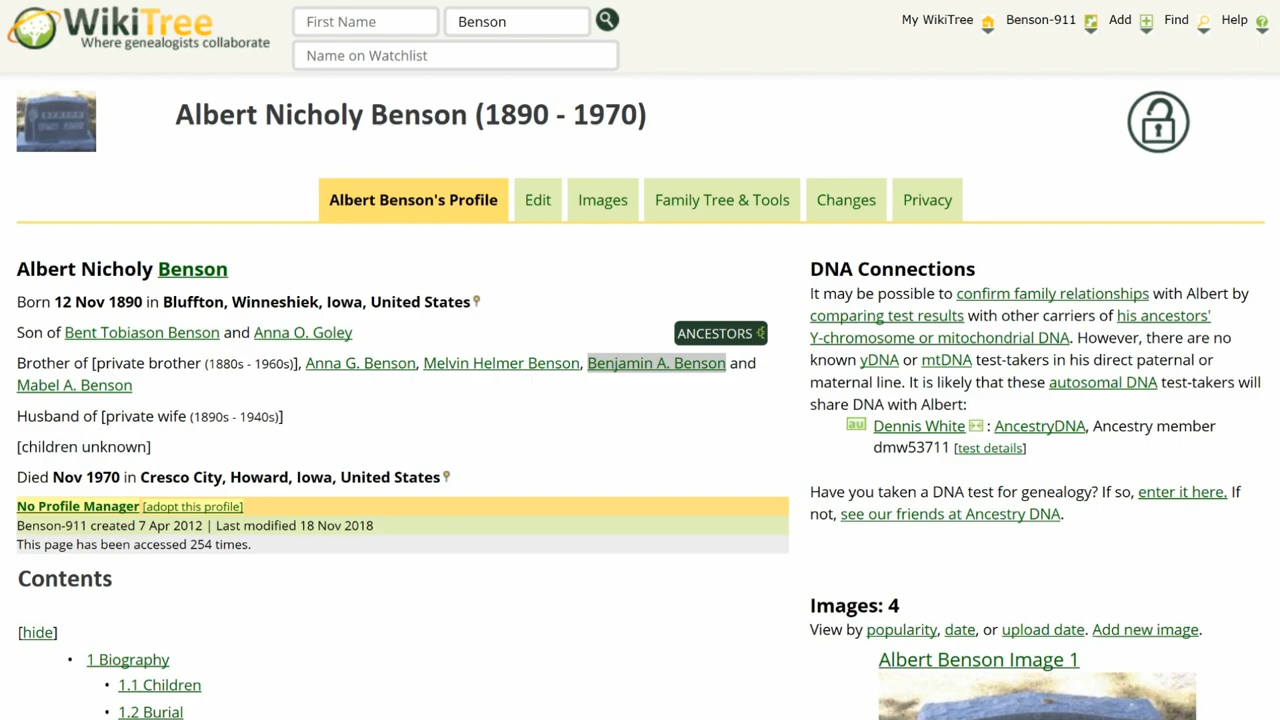 WikiTree
Where genealogists collaborate
First Name
Benson
Name on Watchlist
My WikiTree Benson-911 Add Find Help
Albert Nicholy Benson (1890 - 1970)
Albert Benson's Profile Edit Images Family Tree & Tools Changes Privacy
Albert Nicholy Benson
Born 12 Nov 1890 in Bluffton, Winneshiek, Iowa, United States
Son of Bent Tobiason Benson and Anna O. Goley
ANCESTORS
Brother of [private brother (1880s - 1960s)], Anna G. Benson, Melvin Helmer Benson, Benjamin A. Benson and
Mabel A. Benson
Husband of [private wife (1890s - 1940s)]
[children unknown]
Died Nov 1970 in Cresco City, Howard, Iowa, United States
No Profile Manager [adopt this profile]
Benson-911 created 7 Apr 2012 | Last modified 18 Nov 2018
This page has been accessed 254 times.
Contents
[hide]
• 1 Biography
• 1.1 Children
• 1.2 Burial
DNA Connections
It may be possible to confirm family relationships with Albert by
comparing test results with other carriers of his ancestors'
Y-chromosome or mitochondrial DNA. However, there are no
known yDNA or mtDNA test-takers in his direct paternal or
maternal line. It is likely that these autosomal DNA test-takers will
share DNA with Albert:
au Dennis White : AncestryDNA, Ancestry member
dmw53711 [test details]
Have you taken a DNA test for genealogy? If so, enter it here. If
not, see our friends at Ancestry DNA.
Images: 4
View by popularity, date, or upload date. Add new image.
Albert Benson Image 1